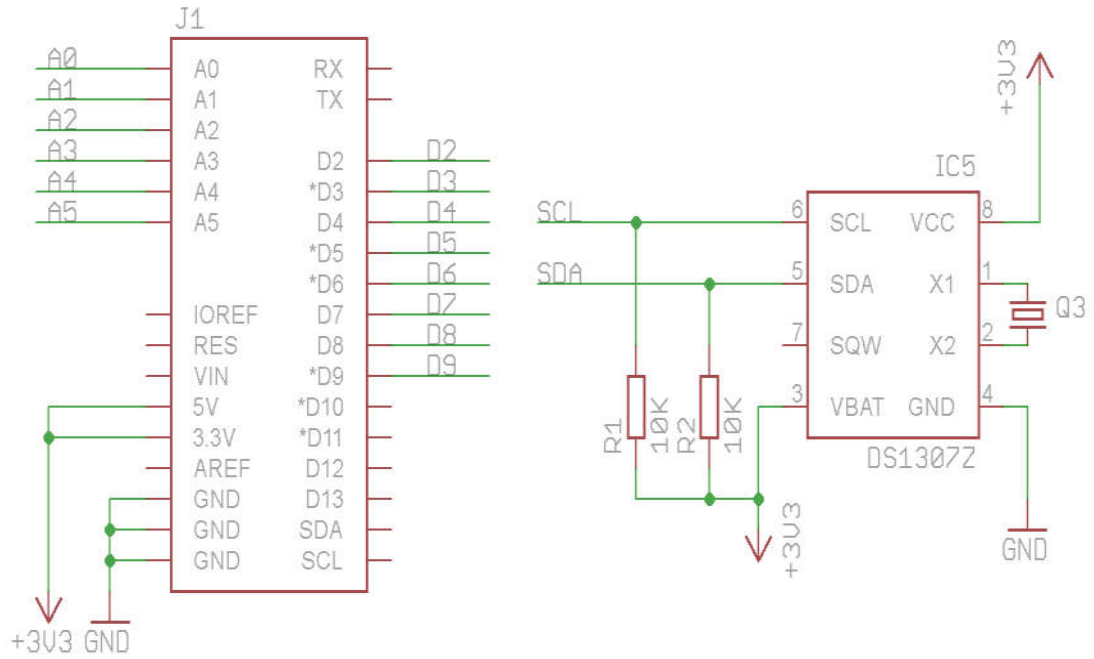 J1
A0
A1
A2
A3
A4
A5
A0
A1
A2
A3
A4
A5
IOREF
RES
VIN
5V
3.3V
AREF
GND
GND
GND
RX
TX
D2
*D3
D4
*D5
*D6
D7
D8
*D9
*D10
*D11
D12
D13
SDA
SCL
D2
D3
D4
D5
D6
D7
D8
D9
+3V3 GND
SCL
SDA
R1
10K
R2
10K
+3V3
IC5
6 SCL VCC 8
5 SDA X1 1
7 SQW X2 2
3 VBAT GND 4
DS1307Z
+3V3
Q3
GND